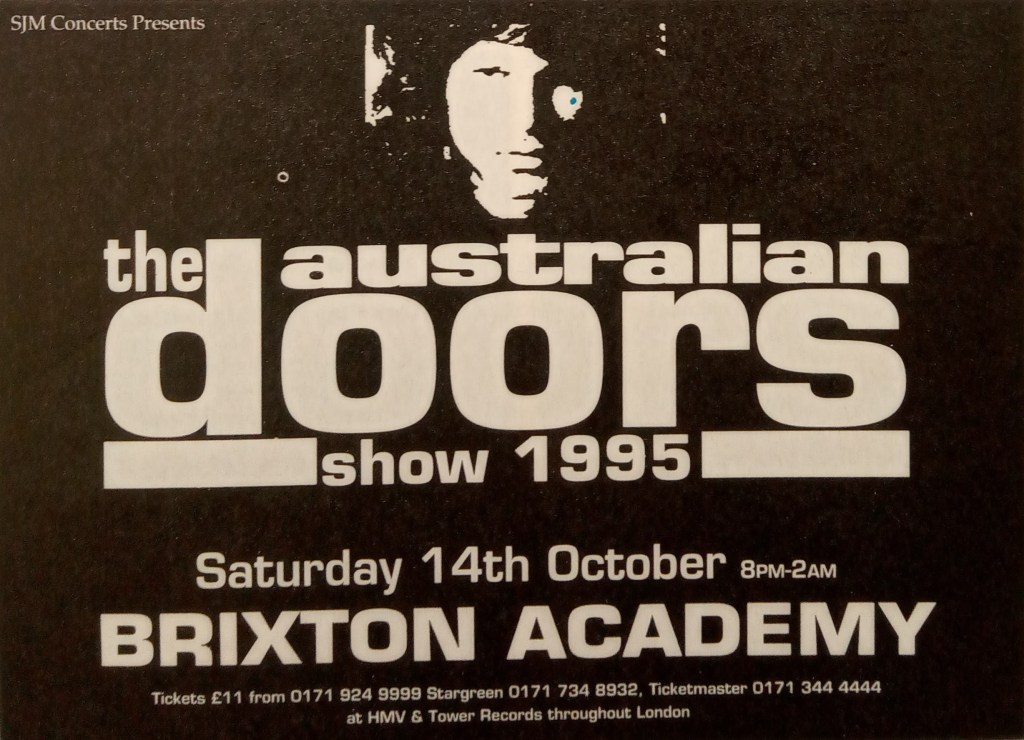 SJM Concerts Presents
the australian
doors
show 1995
Saturday 14th October 8PM-2AM
BRIXTON ACADEMY
Tickets £11 from 0171 924 9999 Stargreen 0171 734 8932, Ticketmaster 0171 344 4444
at HMV & Tower Records throughout London